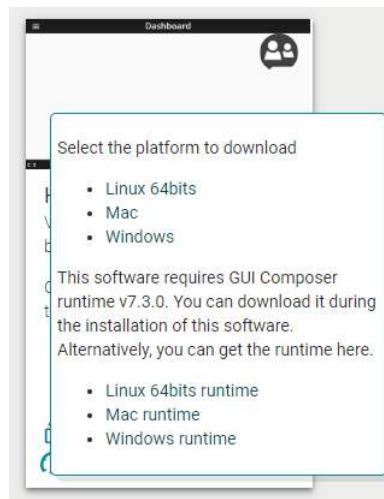 Dashboard
Select the platform to download
• Linux 64bits
• Mac
• Windows
This software requires GUI Composer
runtime v7.3.0. You can download it during
the installation of this software.
Alternatively, you can get the runtime here.
• Linux 64bits runtime
• Mac runtime
• Windows runtime